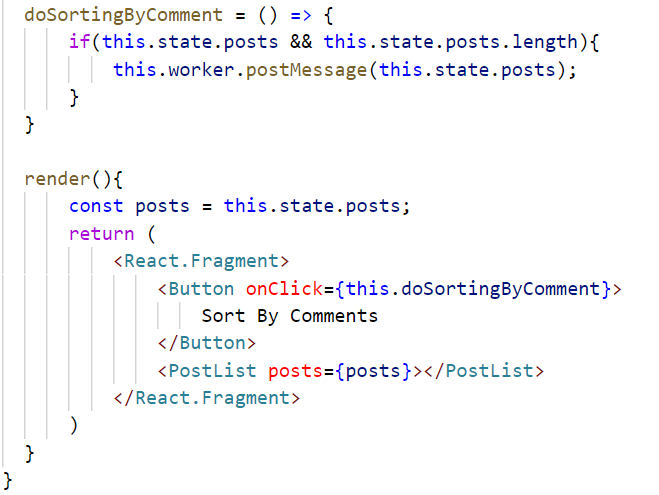 doSortingByComment = () => {
if(this.state.posts && this.state.posts.length){
this.worker.postMessage(this.state.posts);
}
}
render(){
const posts = this.state.posts;
return (
<React.Fragment>
<Button onClick={this.doSortingByComment}>
Sort By Comments
</Button>
<PostList posts={posts}></PostList>
</React.Fragment>
)
}
}